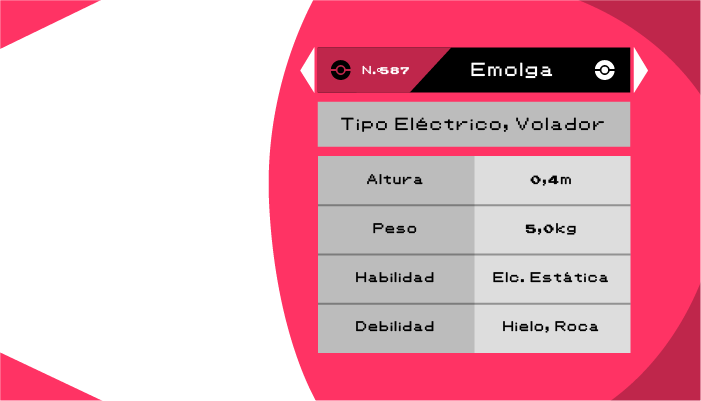 N.º587 Emolga
Tipo Eléctrico, Volador
Altura 0,4m
Peso 5,0kg
Habilidad Elc. Estática
Debilidad Hielo, Roca